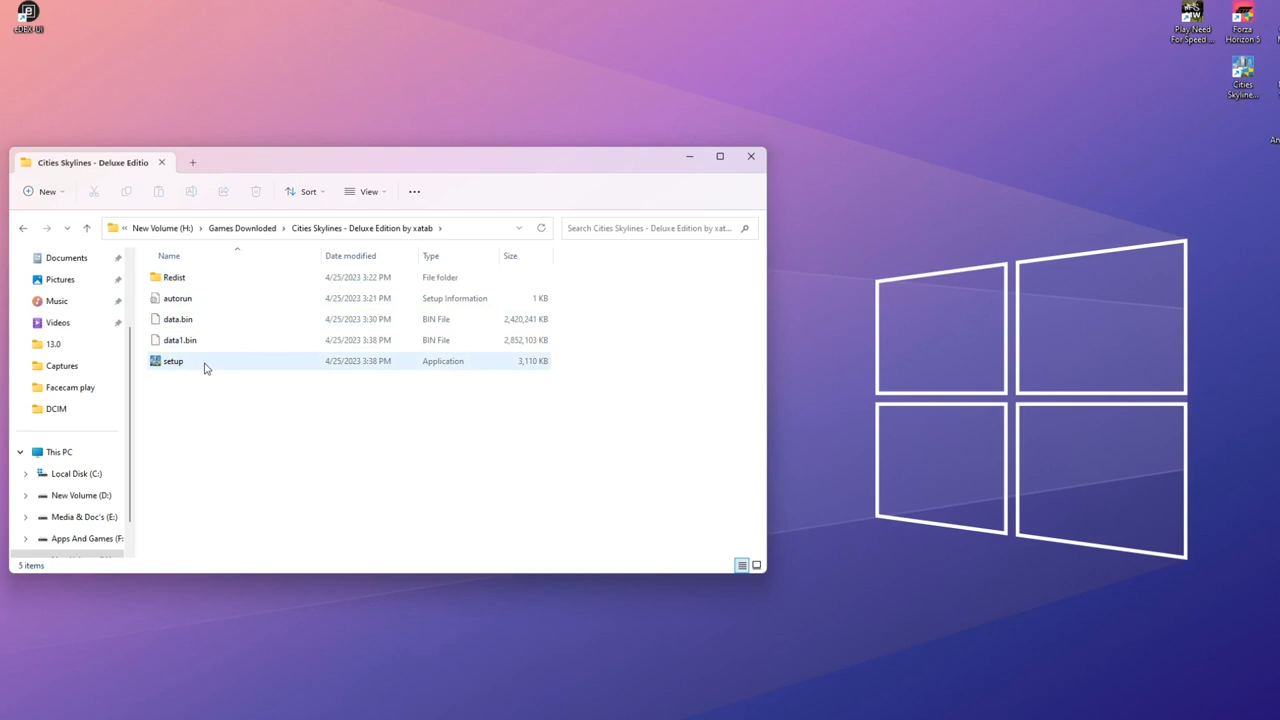 eDEX-UI
Play Need
For Speed ...
Forza
Horizon 5
Cities
Skyline...
Cities Skylines - Deluxe Editio
New
Sort
View
New Volume (H:)
Games Downloded
Cities Skylines - Deluxe Edition by xatab
Search Cities Skylines - Deluxe Edition by xat...
Name
Date modified
Type
Size
Documents
Pictures
Music
Videos
13.0
Captures
Facecam play
DCIM
This PC
Local Disk (C:)
New Volume (D:)
Media & Doc's (E:)
Apps And Games (F:
Redist 4/25/2023 3:22 PM File folder
autorun 4/25/2023 3:21 PM Setup Information 1 KB
data.bin 4/25/2023 3:30 PM BIN File 2,420,241 KB
data1.bin 4/25/2023 3:38 PM BIN File 2,852,103 KB
setup 4/25/2023 3:38 PM Application 3,110 KB
5 items